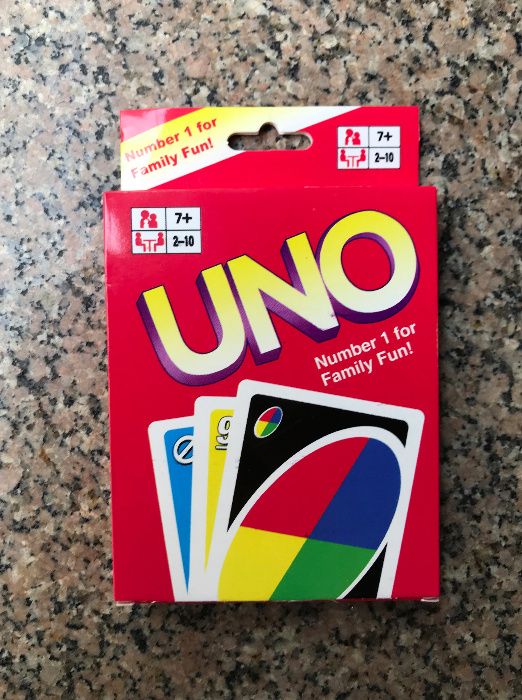 Number 1 for
Family Fun!
7+
2–10
7+
2–10
UNO
Number 1 for
Family Fun!